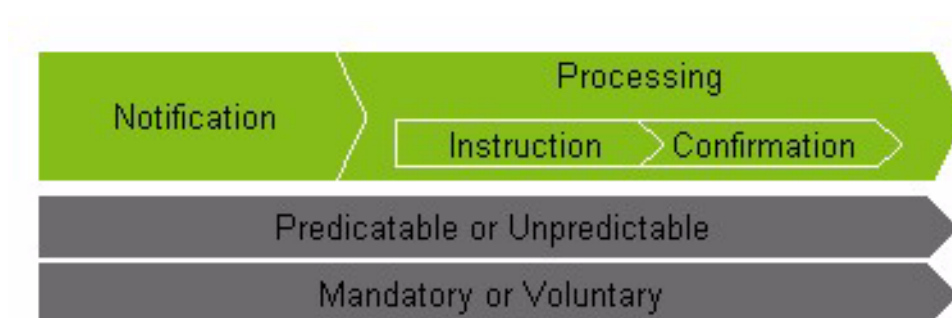 Processing
Notification
Instruction
Confirmation
Predicatable or Unpredictable
Mandatory or Voluntary